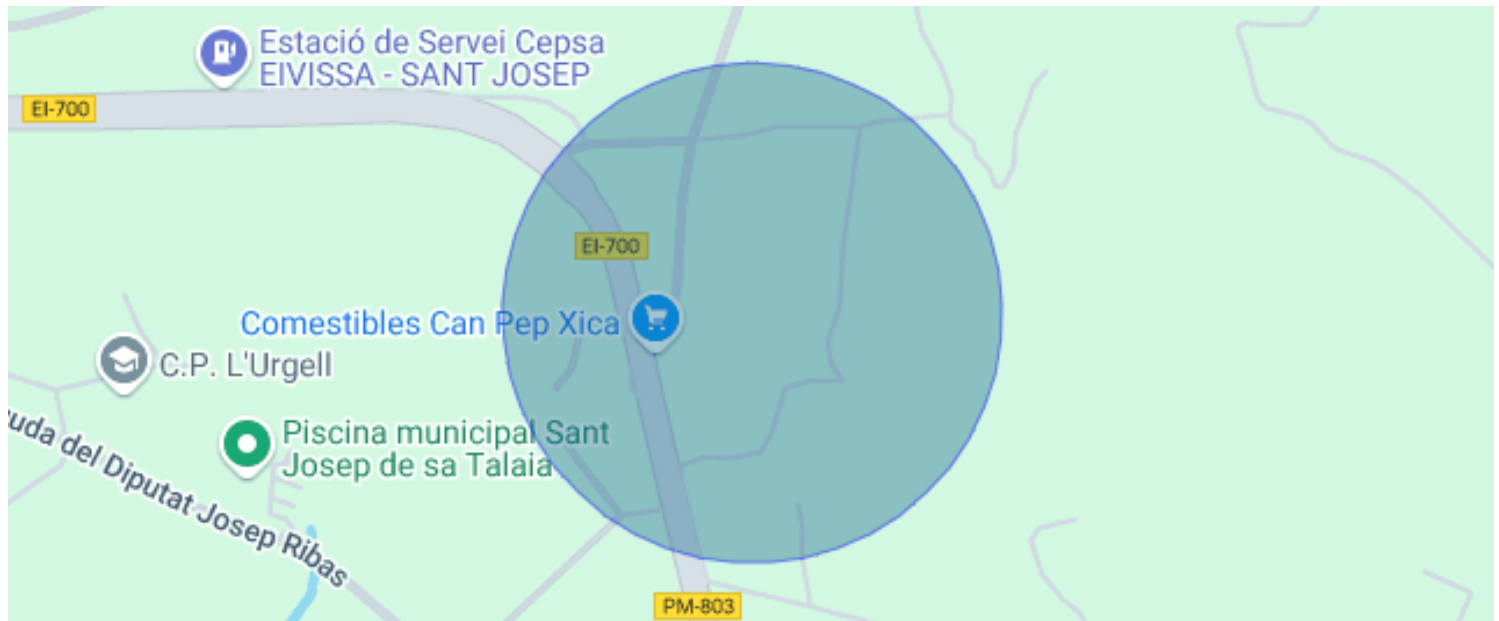 Estació de Servei Cepsa
EIVISSA - SANT JOSEP
EI-700
EI-700
Comestibles Can Pep Xica
C.P. L'Urgell
Piscina municipal Sant
Josep de sa Talaia
uda del Diputat Josep Ribas
PM-803